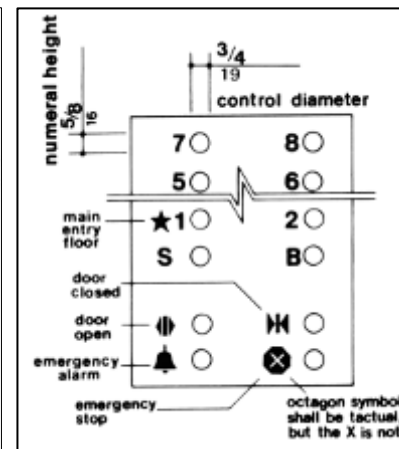 numeral height
5/8
16
3/4
19
control diameter
7 8
5 6
main
entry
floor
★1 2
S B
door
closed
door
open
emergency
alarm
emergency
stop
octagon symbol
shall be tactual,
but the X is not